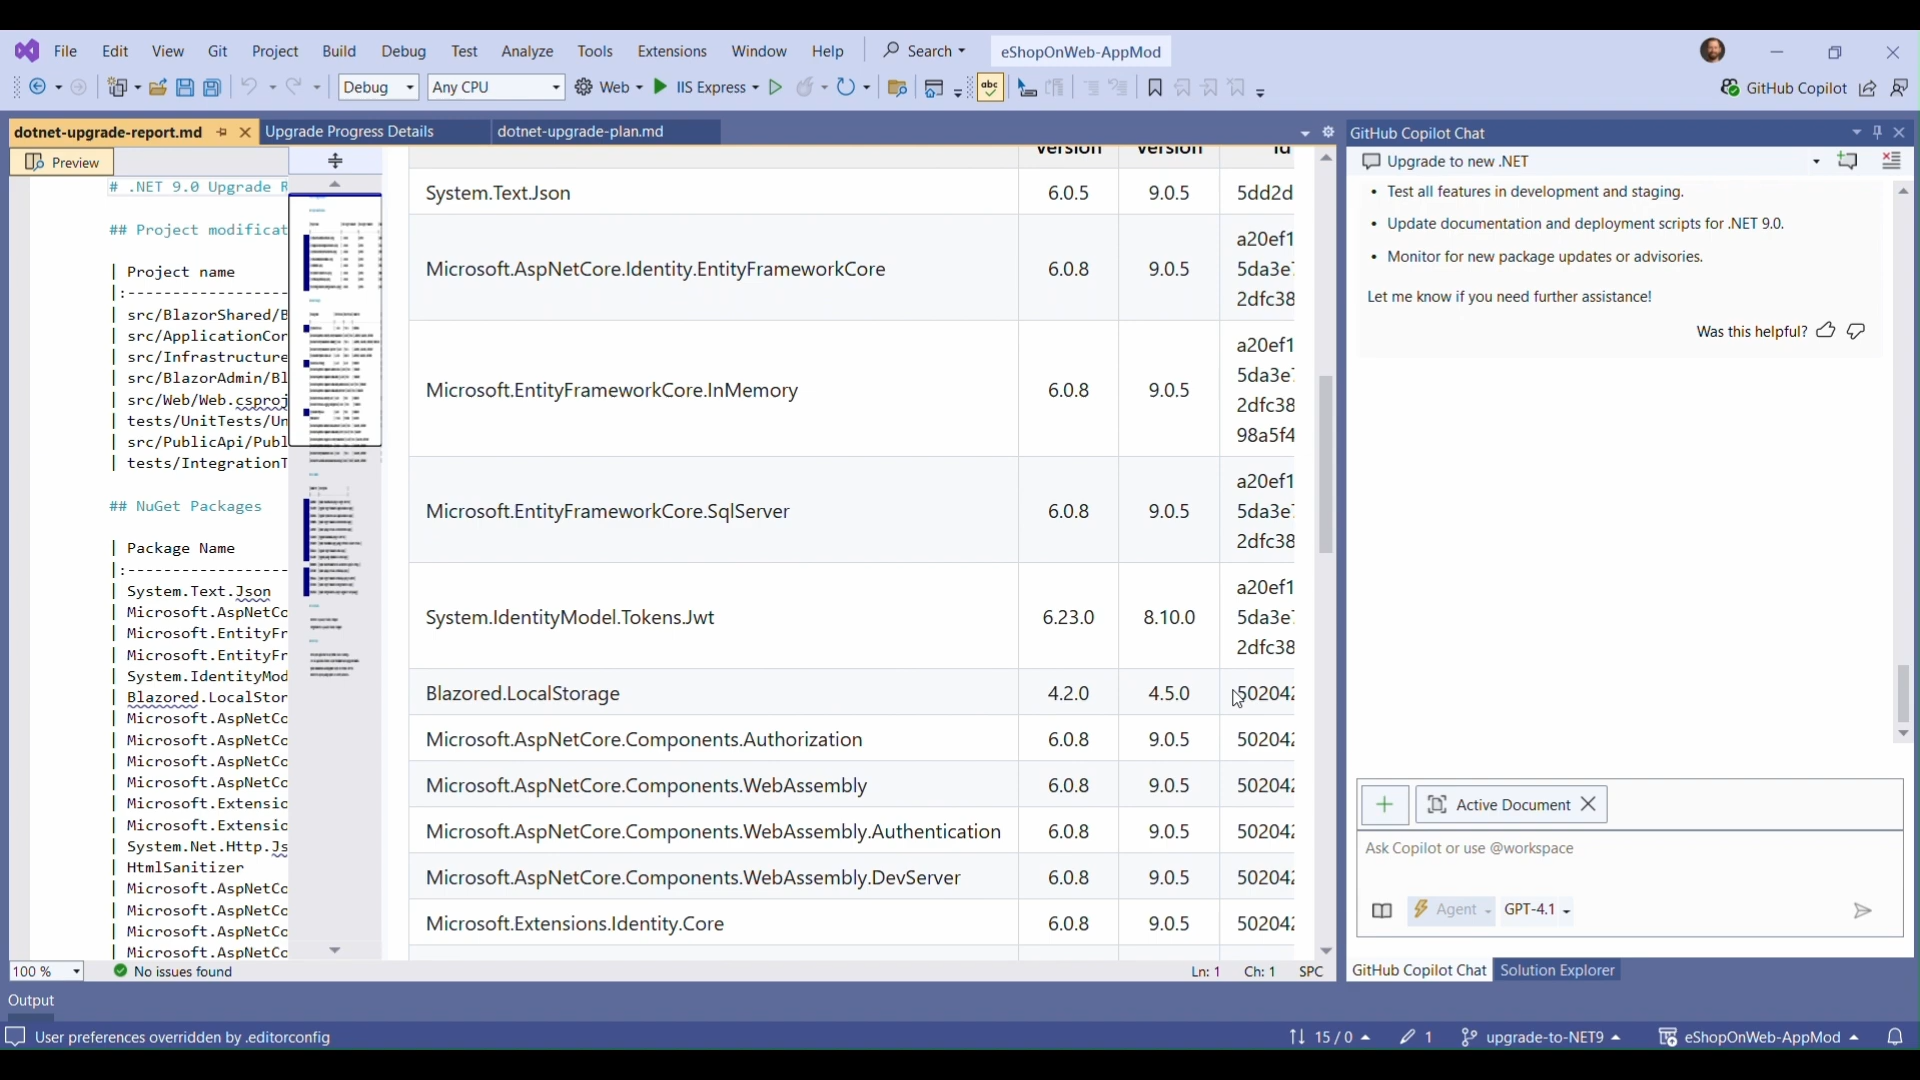 File Edit View Git Project Build Debug Test Analyze Tools Extensions Window Help Search eShopOnWeb-AppMod
Debug Any CPU Web IIS Express abc GitHub Copilot
dotnet-upgrade-report.md Upgrade Progress Details dotnet-upgrade-plan.md
Preview
# .NET 9.0 Upgrade R
## Project modificat
| Project name
|:---------------
| src/BlazorShared/B
| src/ApplicationCor
| src/Infrastructure
| src/BlazorAdmin/Bl
| src/Web/Web.csproj
| tests/UnitTests/Un
| src/PublicApi/Publ
| tests/IntegrationT
## NuGet Packages
| Package Name
|:---------------
| System.Text.Json
| Microsoft.AspNetCo
| Microsoft.EntityFr
| Microsoft.EntityFr
| System.IdentityMod
| Blazored.LocalStor
| Microsoft.AspNetCo
| Microsoft.AspNetCo
| Microsoft.AspNetCo
| Microsoft.AspNetCo
| Microsoft.Extensio
| Microsoft.Extensio
| System.Net.Http.Js
| HtmlSanitizer
| Microsoft.AspNetCo
| Microsoft.AspNetCo
| Microsoft.AspNetCo
| Microsoft.AspNetCo
Version Version Id
System.Text.Json 6.0.5 9.0.5 5dd2d
Microsoft.AspNetCore.Identity.EntityFrameworkCore 6.0.8 9.0.5 a20ef1
5da3e
2dfc38
Microsoft.EntityFrameworkCore.InMemory 6.0.8 9.0.5 a20ef1
5da3e
2dfc38
98a5f4
Microsoft.EntityFrameworkCore.SqlServer 6.0.8 9.0.5 a20ef1
5da3e
2dfc38
System.IdentityModel.Tokens.Jwt 6.23.0 8.10.0 a20ef1
5da3e
2dfc38
Blazored.LocalStorage 4.2.0 4.5.0 502042
Microsoft.AspNetCore.Components.Authorization 6.0.8 9.0.5 502042
Microsoft.AspNetCore.Components.WebAssembly 6.0.8 9.0.5 502042
Microsoft.AspNetCore.Components.WebAssembly.Authentication 6.0.8 9.0.5 502042
Microsoft.AspNetCore.Components.WebAssembly.DevServer 6.0.8 9.0.5 502042
Microsoft.Extensions.Identity.Core 6.0.8 9.0.5 502042
100 % No issues found Ln: 1 Ch: 1 SPC
GitHub Copilot Chat
Upgrade to new .NET
• Test all features in development and staging.
• Update documentation and deployment scripts for .NET 9.0.
• Monitor for new package updates or advisories.
Let me know if you need further assistance!
Was this helpful?
Active Document
Ask Copilot or use @workspace
Agent GPT-4.1
GitHub Copilot Chat Solution Explorer
Output
User preferences overridden by .editorconfig 15 / 0 1 upgrade-to-NET9 eShopOnWeb-AppMod